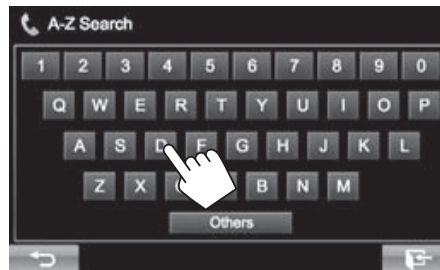 A-Z Search
1 2 3 4 5 6 7 8 9 0
Q W E R T Y U I O P
A S D F G H J K L
Z X B N M
Others